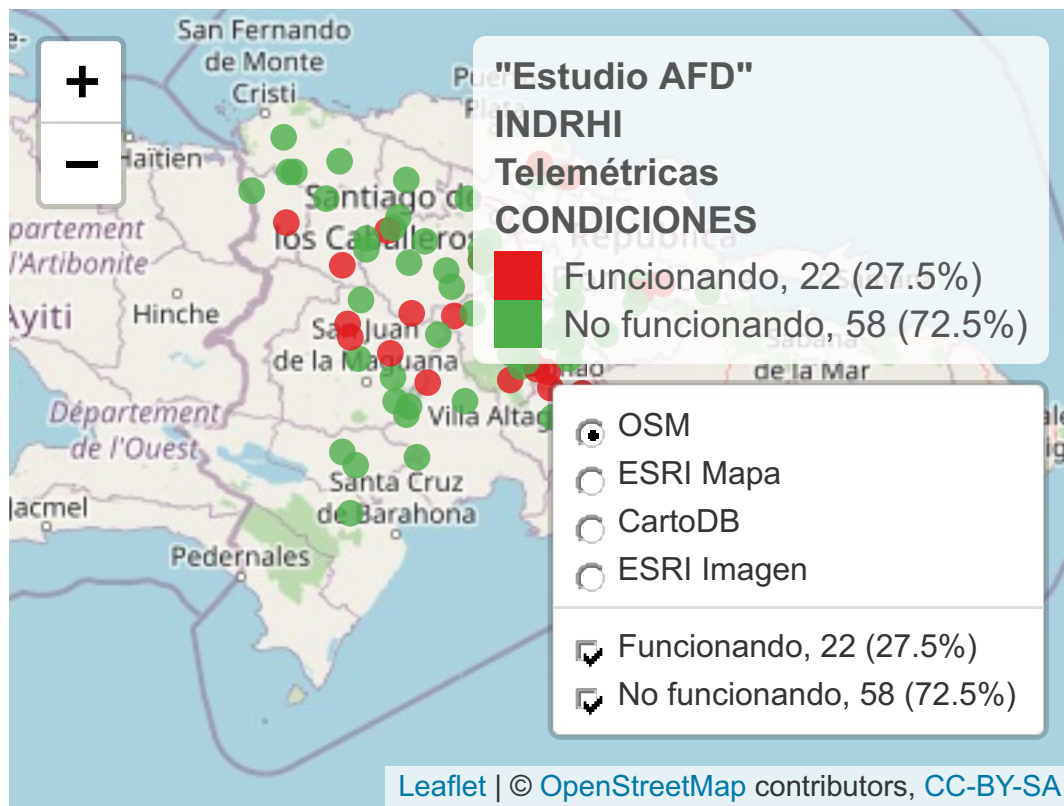 San Fernando
de Monte
Cristi
+
−
Haïtien
Santiago de
los Caballeros
partement
l'Artibonite
Hinche
Ayiti
San Juan
de la Maguana
Département
de l'Ouest
Villa Altag
Santa Cruz
de Barahona
Jacmel
Pedernales
"Estudio AFD"
INDRHI
Telemétricas
CONDICIONES
Funcionando, 22 (27.5%)
No funcionando, 58 (72.5%)
República
Sabana
de la Mar
OSM
ESRI Mapa
CartoDB
ESRI Imagen
Funcionando, 22 (27.5%)
No funcionando, 58 (72.5%)
Leaflet | © OpenStreetMap contributors, CC-BY-SA